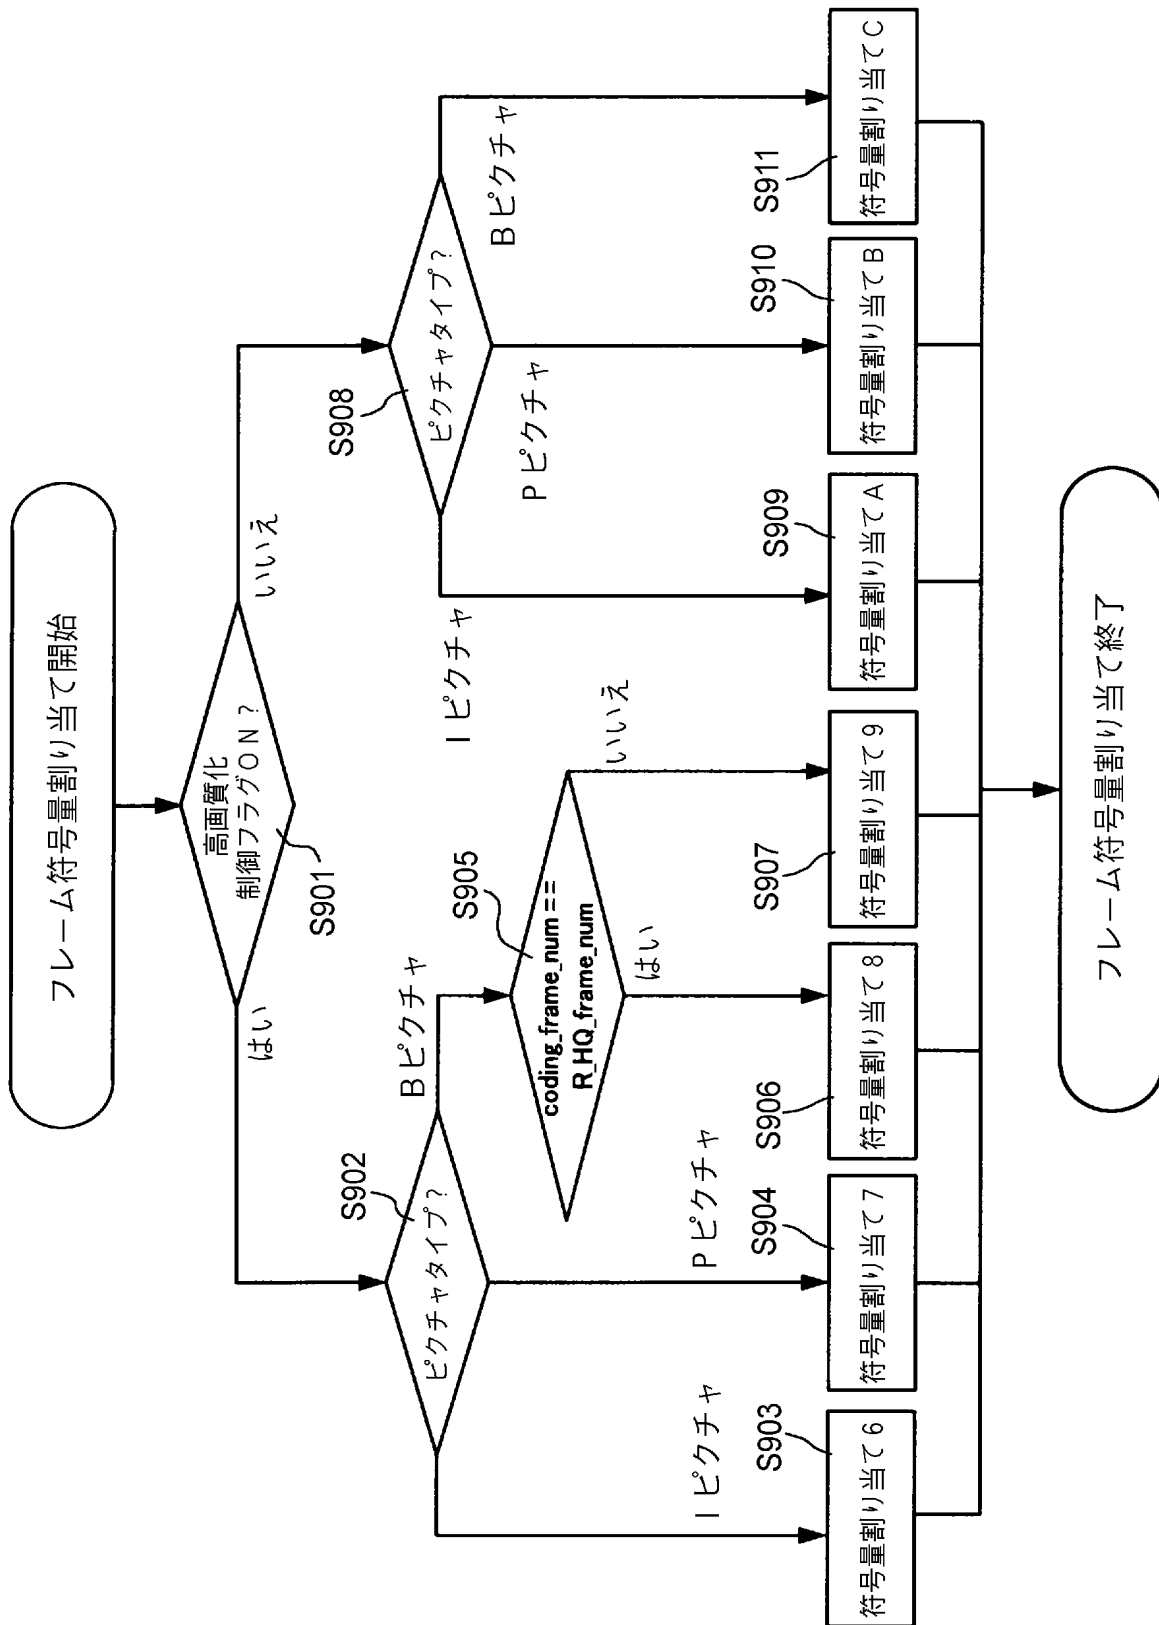 フレーム符号量割り当て開始
高画質化
制御フラグON?
S901
はい
いいえ
S902
ピクチャタイプ?
S908
ピクチャタイプ?
Bピクチャ
S905
coding_frame_num ==
R_HQ_frame_num
はい
いいえ
Iピクチャ
Pピクチャ
Iピクチャ
Pピクチャ
Bピクチャ
S903
符号量割り当て6
S904
符号量割り当て7
S906
符号量割り当て8
S907
符号量割り当て9
S909
符号量割り当てA
S910
符号量割り当てB
S911
符号量割り当てC
フレーム符号量割り当て終了